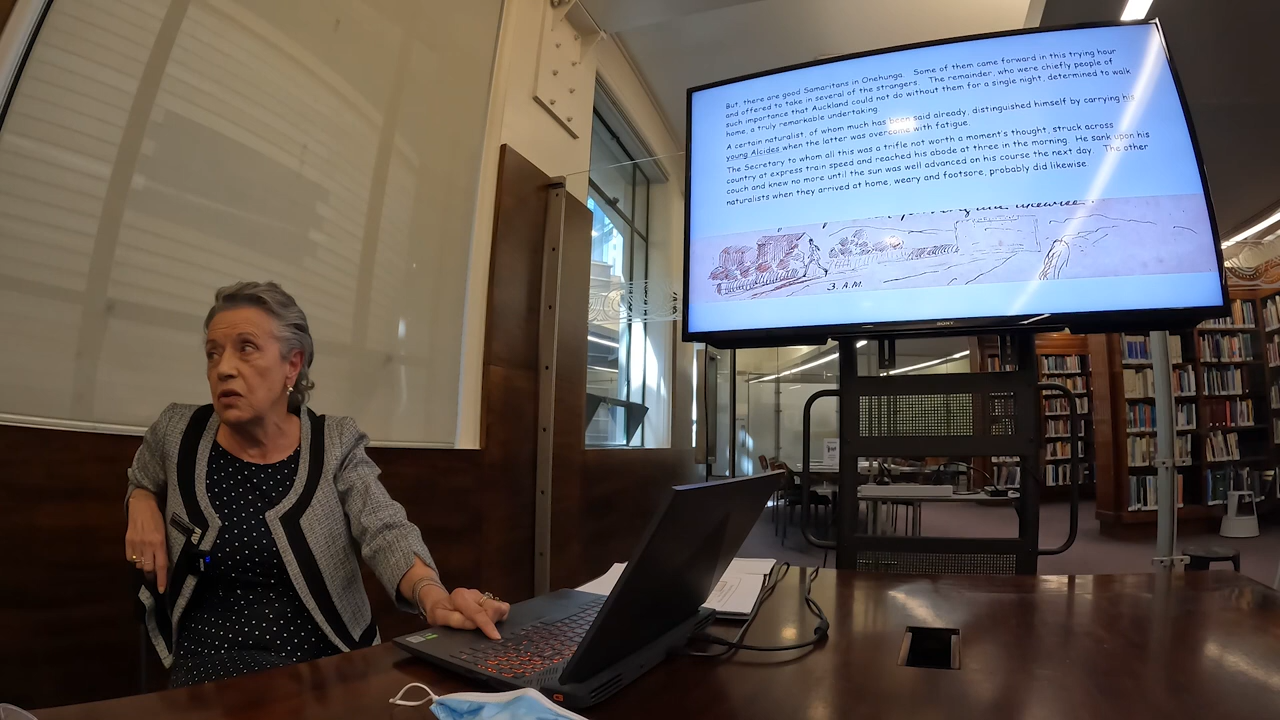 But, there are good Samaritans in Onehunga. Some of them came forward in this trying hour
and offered to take in several of the strangers. The remainder, who were chiefly people of
such importance that Auckland could not do without them for a single night, determined to walk
home, a truly remarkable undertaking.
A certain naturalist, of whom much has been said already, distinguished himself by carrying his
young Alcides when the latter was overcome with fatigue.
The Secretary to whom all this was a trifle not worth a moment's thought, struck across
country at express train speed and reached his abode at three in the morning. He sank upon his
couch and knew no more until the sun was well advanced on his course the next day. The other
naturalists when they arrived at home, weary and footsore, probably did likewise.
likewise.
3. A.M.
SONY